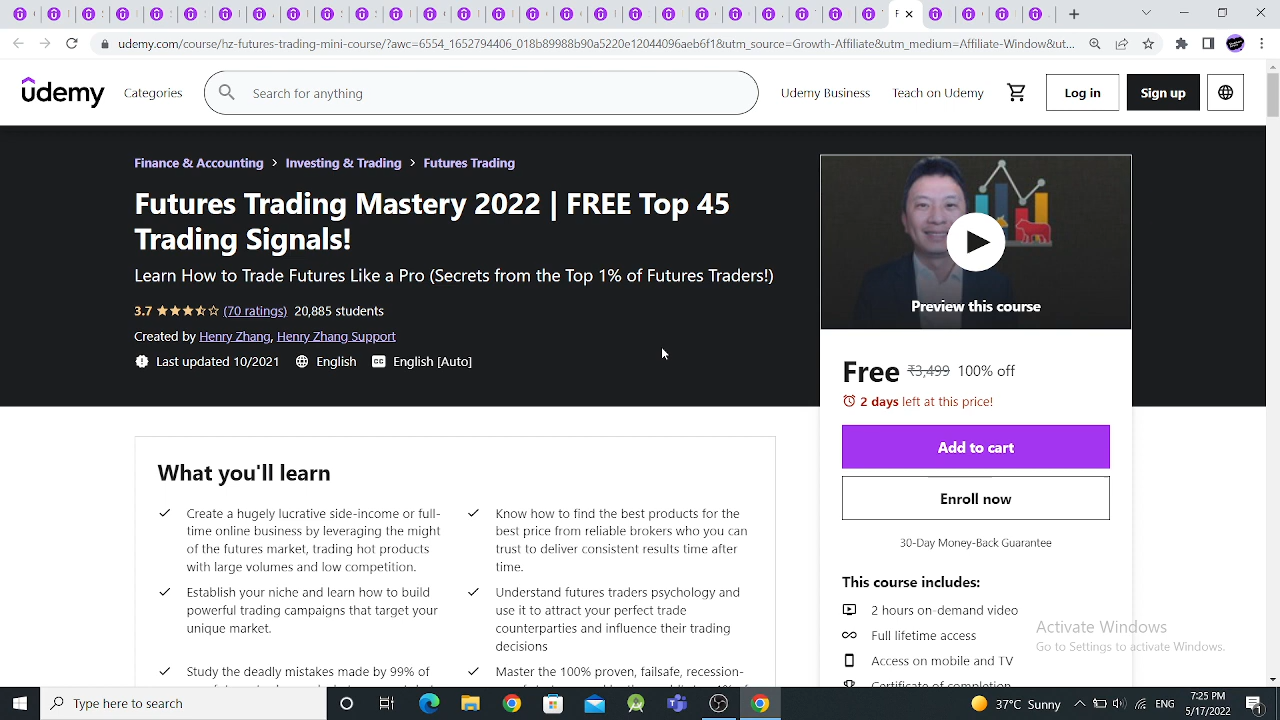 F
udemy.com/course/hz-futures-trading-mini-course/?awc=6554_1652794406_
udemy
Categories
Search for anything
Udemy Business
Teach on Udemy
Log in
Sign up
Finance & Accounting > Investing & Trading > Futures Trading
Futures Trading Mastery 2022 | FREE Top 45
Trading Signals!
Learn How to Trade Futures Like a Pro (Secrets from the Top 1% of Futures Traders!)
3.7 (70 ratings) 20,885 students
Created by Henry Zhang, Henry Zhang Support
Last updated 10/2021 English CC English [Auto]
Preview this course
Free ₹3,499 100% off
2 days left at this price!
Add to cart
Enroll now
30-Day Money-Back Guarantee
This course includes:
2 hours on-demand video
Full lifetime access
Access on mobile and TV
Certificate of completion
What you'll learn
Create a hugely lucrative side-income or full-
time online business by leveraging the might
of the futures market, trading hot products
with large volumes and low competition.
Know how to find the best products for the
best price from reliable brokers who you can
trust to deliver consistent results time after
time.
Establish your niche and learn how to build
powerful trading campaigns that target your
unique market.
Understand futures traders psychology and
use it to attract your perfect trade
counterparties and influence their trading
decisions
Study the deadly mistakes made by 99% of
Master the 100% proven, failsafe, recession-
Activate Windows
Go to Settings to activate Windows.
Type here to search
37°C Sunny
ENG
7:25 PM
5/17/2022